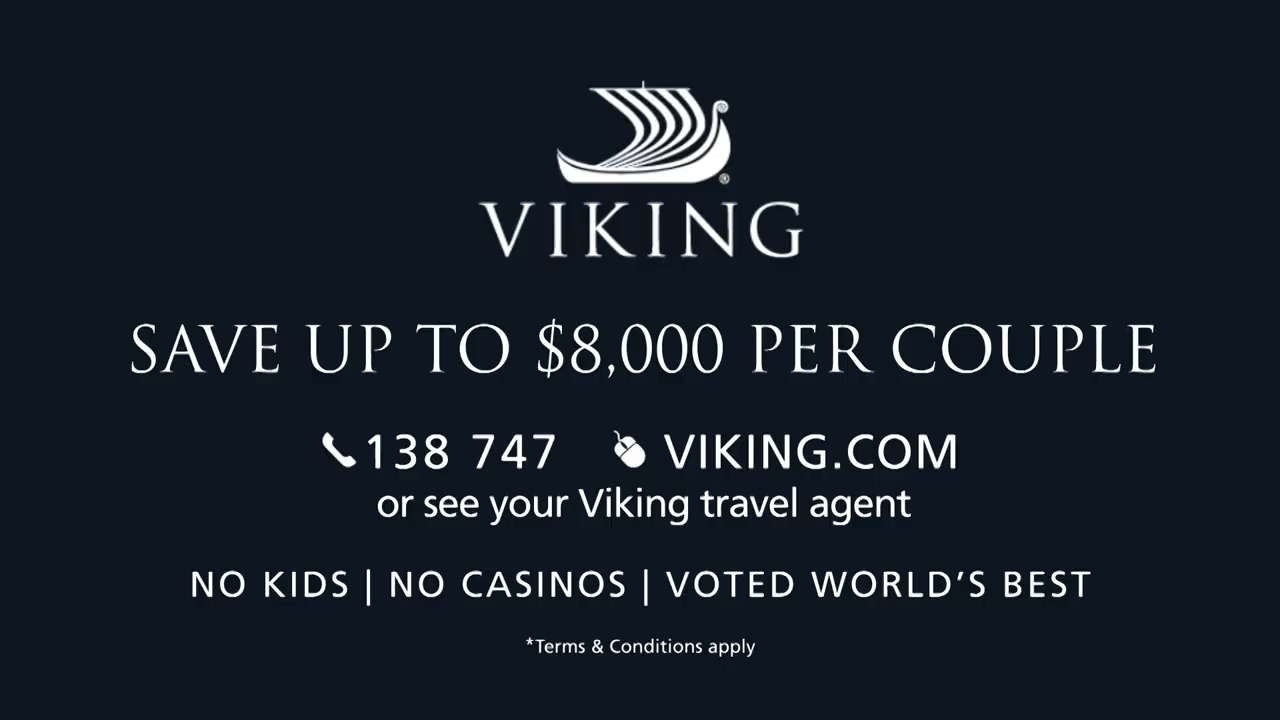 VIKING
SAVE UP TO $8,000 PER COUPLE
138 747 VIKING.COM
or see your Viking travel agent
NO KIDS | NO CASINOS | VOTED WORLD'S BEST
*Terms & Conditions apply